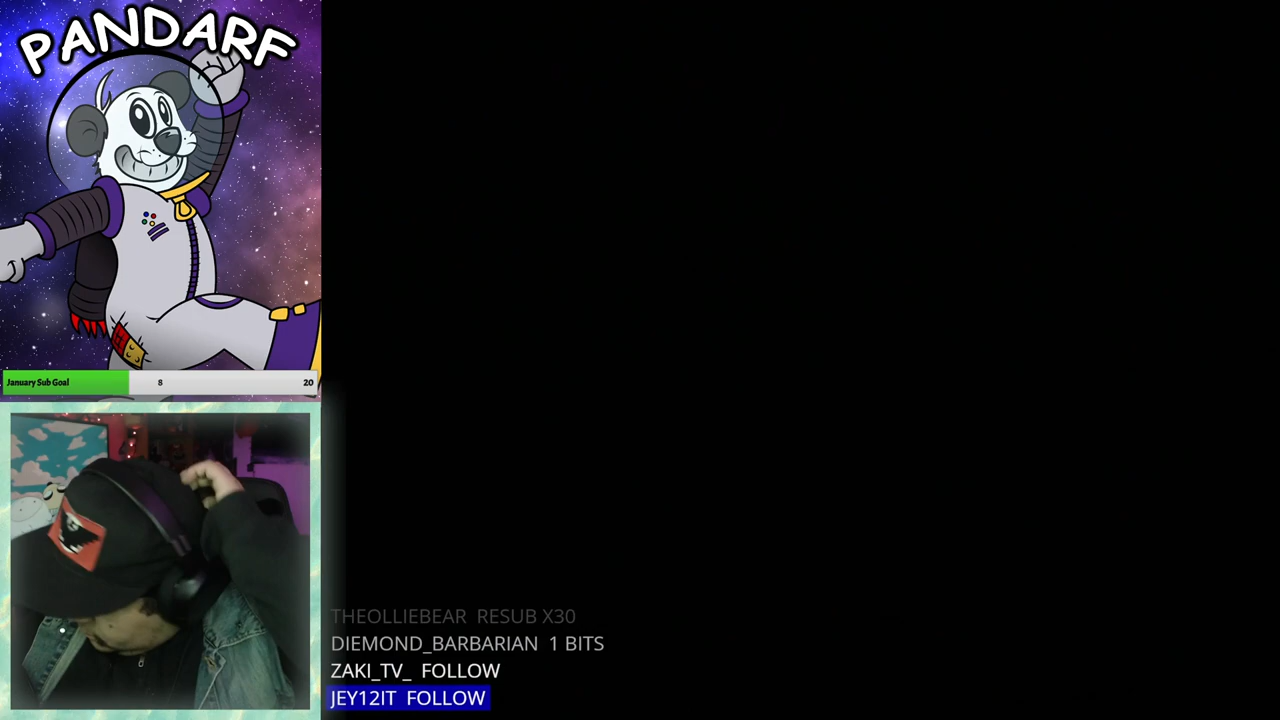 PANDARF
January Sub Goal 8 20
THEOLLIEBEAR RESUB X30
DIEMOND_BARBARIAN 1 BITS
ZAKI_TV_ FOLLOW
JEY12IT FOLLOW